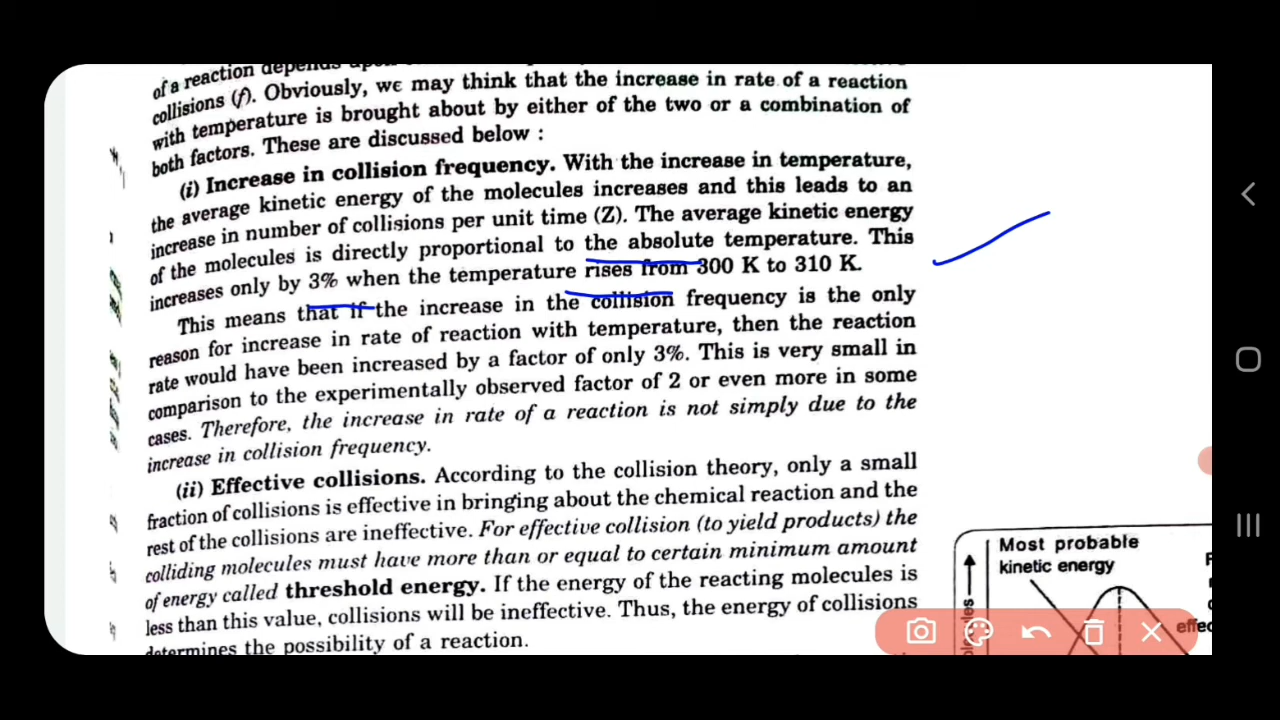 of a reaction depends upon
collisions (f). Obviously, we may think that the increase in rate of a reaction
with temperature is brought about by either of the two or a combination of
both factors. These are discussed below :
(i) Increase in collision frequency. With the increase in temperature,
the average kinetic energy of the molecules increases and this leads to an
increase in number of collisions per unit time (Z). The average kinetic energy
of the molecules is directly proportional to the absolute temperature. This
increases only by 3% when the temperature rises from 300 K to 310 K.
This means that if the increase in the collision frequency is the only
reason for increase in rate of reaction with temperature, then the reaction
rate would have been increased by a factor of only 3%. This is very small in
comparison to the experimentally observed factor of 2 or even more in some
cases. Therefore, the increase in rate of a reaction is not simply due to the
increase in collision frequency.
(ii) Effective collisions. According to the collision theory, only a small
fraction of collisions is effective in bringing about the chemical reaction and the
rest of the collisions are ineffective. For effective collision (to yield products) the
colliding molecules must have more than or equal to certain minimum amount
of energy called threshold energy. If the energy of the reacting molecules is
less than this value, collisions will be ineffective. Thus, the energy of collisions
determines the possibility of a reaction.
Most probable
kinetic energy